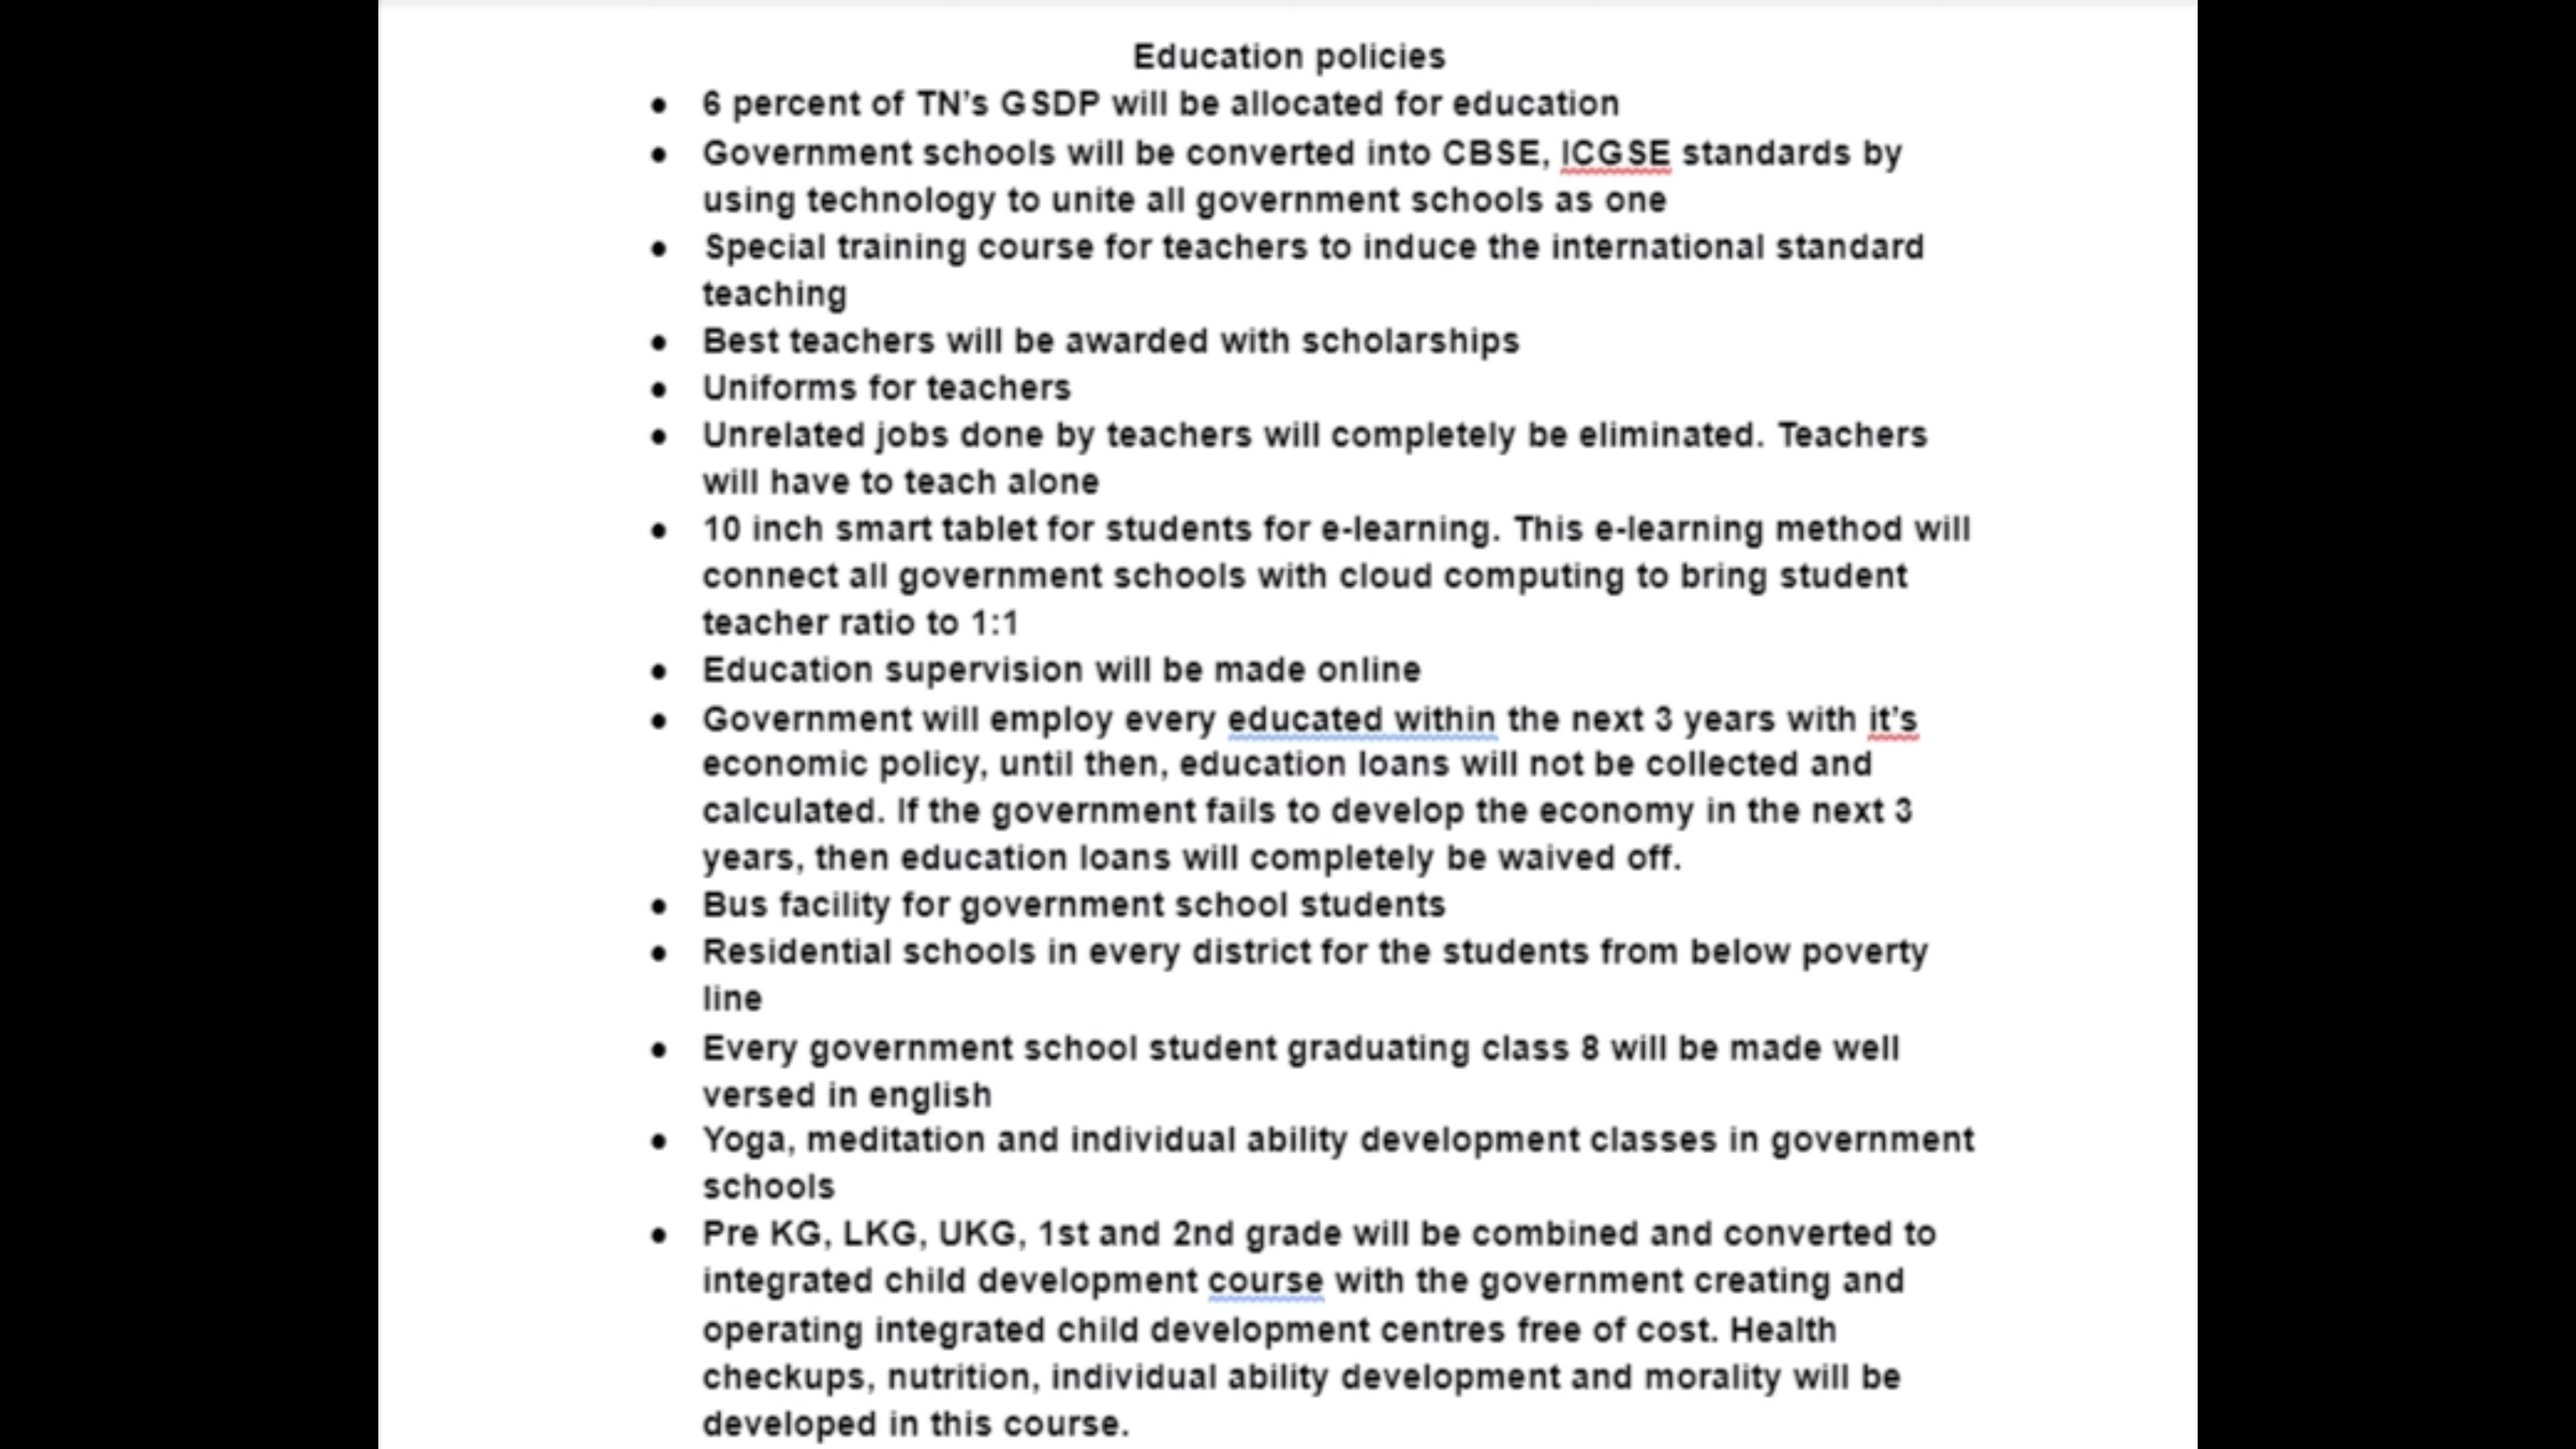 Education policies
● 6 percent of TN's GSDP will be allocated for education
● Government schools will be converted into CBSE, ICGSE standards by
using technology to unite all government schools as one
● Special training course for teachers to induce the international standard
teaching
● Best teachers will be awarded with scholarships
● Uniforms for teachers
● Unrelated jobs done by teachers will completely be eliminated. Teachers
will have to teach alone
● 10 inch smart tablet for students for e-learning. This e-learning method will
connect all government schools with cloud computing to bring student
teacher ratio to 1:1
● Education supervision will be made online
● Government will employ every educated within the next 3 years with it's
economic policy, until then, education loans will not be collected and
calculated. If the government fails to develop the economy in the next 3
years, then education loans will completely be waived off.
● Bus facility for government school students
● Residential schools in every district for the students from below poverty
line
● Every government school student graduating class 8 will be made well
versed in english
● Yoga, meditation and individual ability development classes in government
schools
● Pre KG, LKG, UKG, 1st and 2nd grade will be combined and converted to
integrated child development course with the government creating and
operating integrated child development centres free of cost. Health
checkups, nutrition, individual ability development and morality will be
developed in this course.